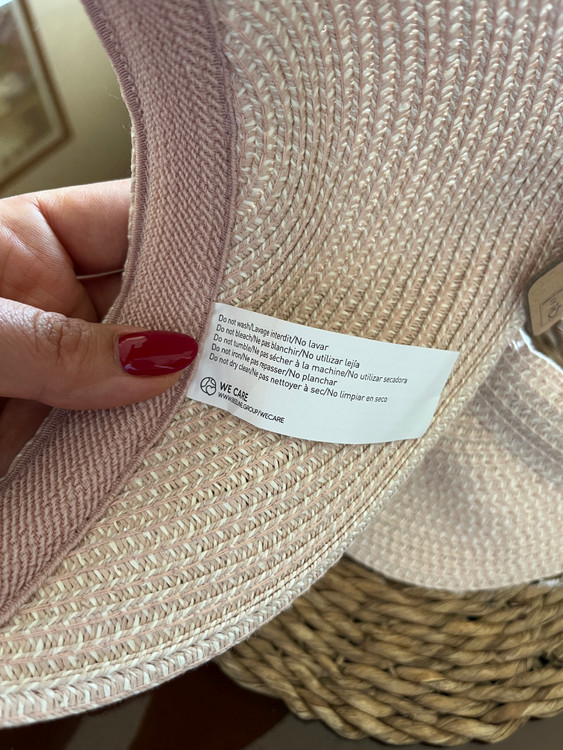 Do not wash/Lavage interdit/No lavar
Do not bleach/Ne pas blanchir/No utilizar lejía
Do not tumble/Ne pas sécher à la machine/No utilizar secadora
Do not iron/Ne pas repasser/No planchar
Do not dry clean/Ne pas nettoyer à sec/No limpiar en seco
WE CARE